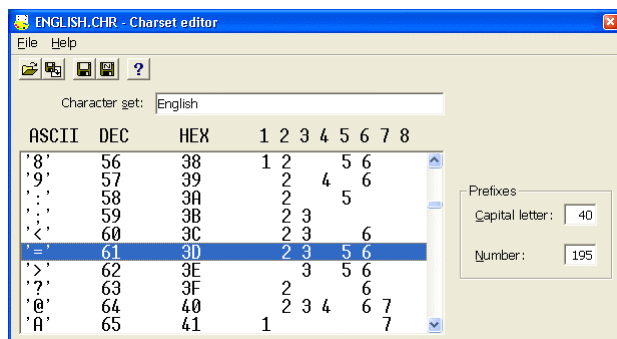 ENGLISH.CHR - Charset editor
File Help
?
Character set: English
ASCII DEC HEX 1 2 3 4 5 6 7 8
'8' 56 38 1 2 5 6
'9' 57 39 2 4 6
':' 58 3A 2 5
';' 59 3B 2 3
'<' 60 3C 2 3 6
'=' 61 3D 2 3 5 6
'>' 62 3E 3 5 6
'?' 63 3F 2 6
'@' 64 40 2 3 4 6 7
'A' 65 41 1 7
Prefixes
Capital letter: 40
Number: 195